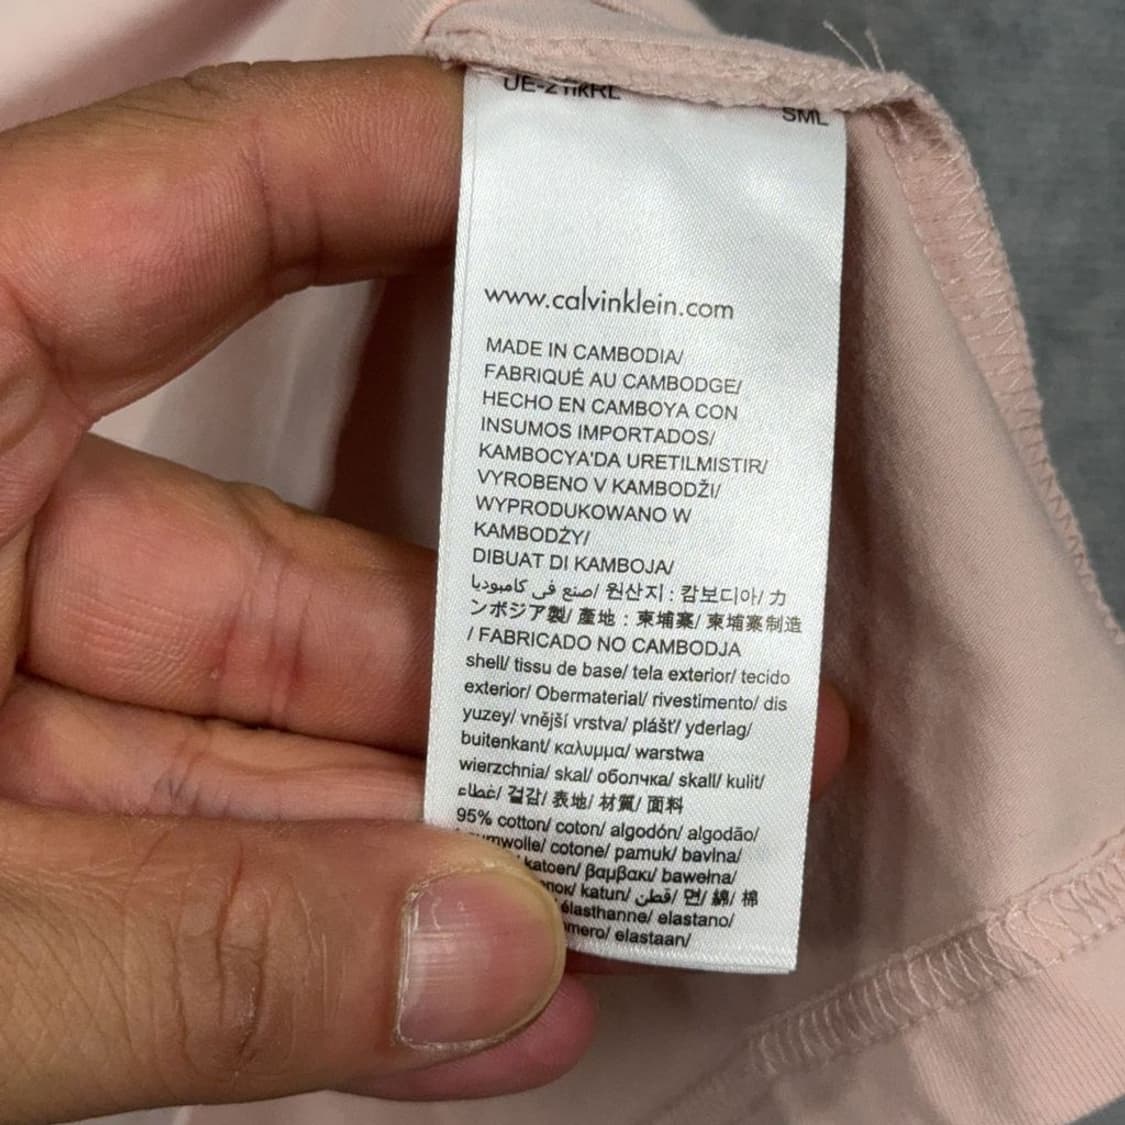 SML
www.calvinklein.com
MADE IN CAMBODIA/
FABRIQUÉ AU CAMBODGE/
HECHO EN CAMBOYA CON
INSUMOS IMPORTADOS/
KAMBOCYA'DA URETILMISTIR/
VYROBENO V KAMBODŽI/
WYPRODUKOWANO W
KAMBODŻY/
DIBUAT DI KAMBOJA/
صنع في كامبوديا/ 원산지 : 캄보디아/ カ
ンボジア製/ 產地 : 柬埔寨/ 柬埔寨制造
/ FABRICADO NO CAMBODJA
shell/ tissu de base/ tela exterior/ tecido
exterior/ Obermaterial/ rivestimento/ dis
yuzey/ vnější vrstva/ plášť/ yderlag/
buitenkant/ καλυμμα/ warstwa
wierzchnia/ skal/ оболчка/ skall/ kulit/
غطاء/ 겉감/ 表地/ 材質/ 面料
95% cotton/ coton/ algodón/ algodão/
cotone/ pamuk/ bavlna/
katoen/ βαμβακι/ bawełna/
katun/ قطن/ 면/ 綿/ 棉
élasthanne/ elastano/
elastaan/